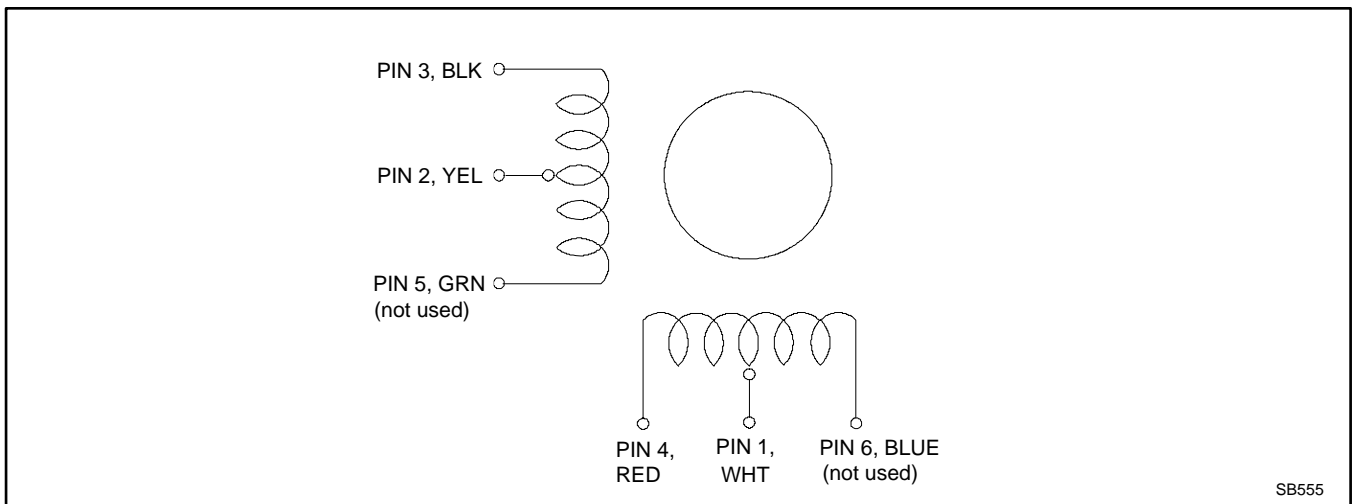 PIN 3, BLK
PIN 2, YEL
PIN 5, GRN
(not used)
PIN 4,
RED
PIN 1,
WHT
PIN 6, BLUE
(not used)
SB555